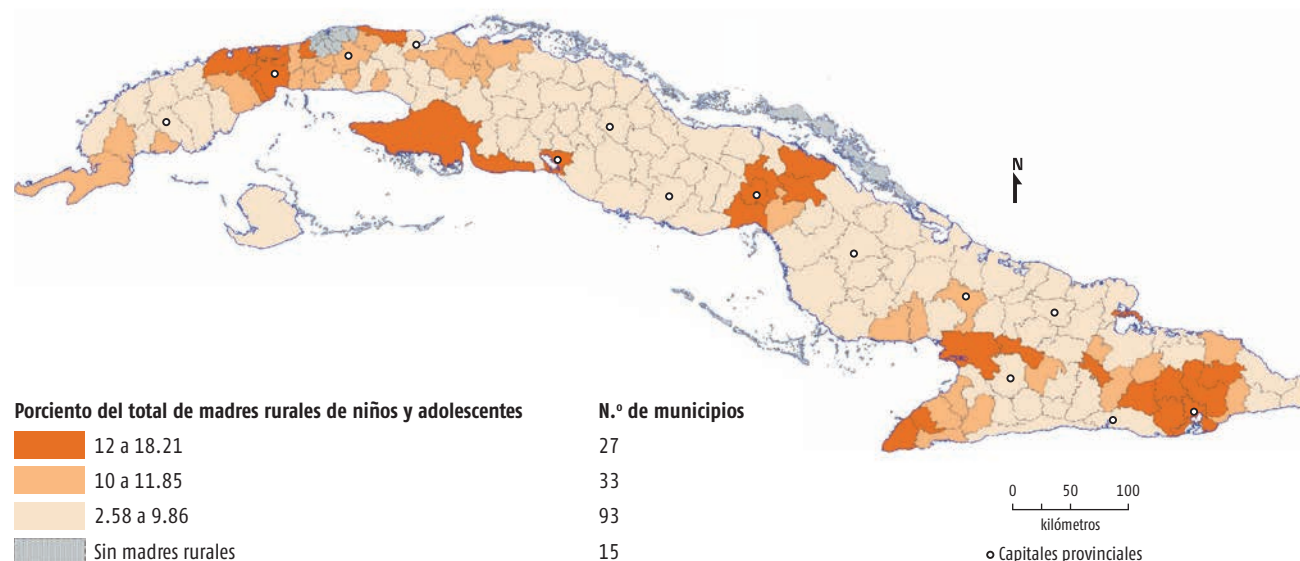 N
Porciento del total de madres rurales de niños y adolescentes N.º de municipios
12 a 18.21 27
10 a 11.85 33
2.58 a 9.86 93
Sin madres rurales 15
0 50 100
kilómetros
Capitales provinciales